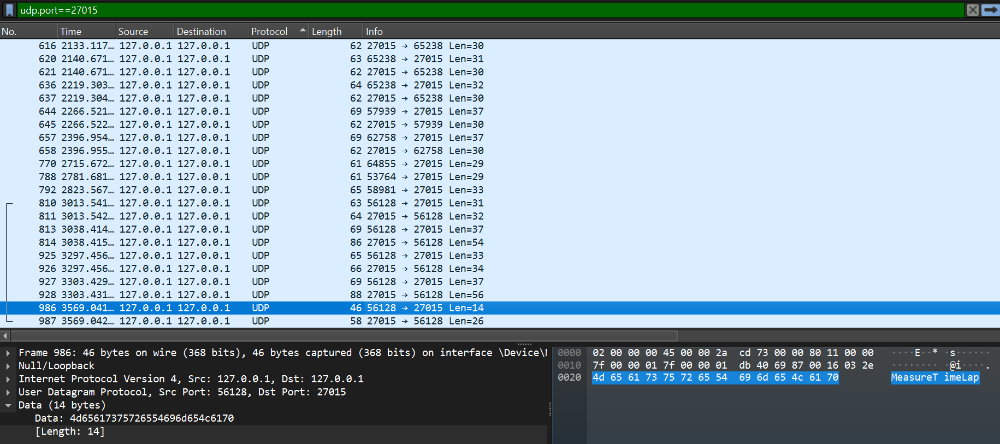 udp.port==27015
No. Time Source Destination Protocol Length Info
616 2133.117… 127.0.0.1 127.0.0.1 UDP 62 27015 → 65238 Len=30
620 2140.671… 127.0.0.1 127.0.0.1 UDP 63 65238 → 27015 Len=31
621 2140.671… 127.0.0.1 127.0.0.1 UDP 62 27015 → 65238 Len=30
636 2219.303… 127.0.0.1 127.0.0.1 UDP 64 65238 → 27015 Len=32
637 2219.304… 127.0.0.1 127.0.0.1 UDP 62 27015 → 65238 Len=30
644 2266.521… 127.0.0.1 127.0.0.1 UDP 69 57939 → 27015 Len=37
645 2266.522… 127.0.0.1 127.0.0.1 UDP 62 27015 → 57939 Len=30
657 2396.954… 127.0.0.1 127.0.0.1 UDP 69 62758 → 27015 Len=37
658 2396.955… 127.0.0.1 127.0.0.1 UDP 62 27015 → 62758 Len=30
770 2715.672… 127.0.0.1 127.0.0.1 UDP 61 64855 → 27015 Len=29
788 2781.681… 127.0.0.1 127.0.0.1 UDP 61 53764 → 27015 Len=29
792 2823.567… 127.0.0.1 127.0.0.1 UDP 65 58981 → 27015 Len=33
810 3013.541… 127.0.0.1 127.0.0.1 UDP 63 56128 → 27015 Len=31
811 3013.542… 127.0.0.1 127.0.0.1 UDP 64 27015 → 56128 Len=32
813 3038.414… 127.0.0.1 127.0.0.1 UDP 69 56128 → 27015 Len=37
814 3038.415… 127.0.0.1 127.0.0.1 UDP 86 27015 → 56128 Len=54
925 3297.456… 127.0.0.1 127.0.0.1 UDP 65 56128 → 27015 Len=33
926 3297.456… 127.0.0.1 127.0.0.1 UDP 66 27015 → 56128 Len=34
927 3303.429… 127.0.0.1 127.0.0.1 UDP 69 56128 → 27015 Len=37
928 3303.431… 127.0.0.1 127.0.0.1 UDP 88 27015 → 56128 Len=56
986 3569.041… 127.0.0.1 127.0.0.1 UDP 46 56128 → 27015 Len=14
987 3569.042… 127.0.0.1 127.0.0.1 UDP 58 27015 → 56128 Len=26
Frame 986: 46 bytes on wire (368 bits), 46 bytes captured (368 bits) on interface \Device\N
Null/Loopback
Internet Protocol Version 4, Src: 127.0.0.1, Dst: 127.0.0.1
User Datagram Protocol, Src Port: 56128, Dst Port: 27015
Data (14 bytes)
Data: 4d65617375726554696d654c6170
[Length: 14]
0000 02 00 00 00 45 00 00 2a cd 73 00 00 80 11 00 00 ····E··* ·s······
0010 7f 00 00 01 7f 00 00 01 db 40 69 87 00 16 03 2e ········ ·@i····.
0020 4d 65 61 73 75 72 65 54 69 6d 65 4c 61 70 MeasureT imeLap